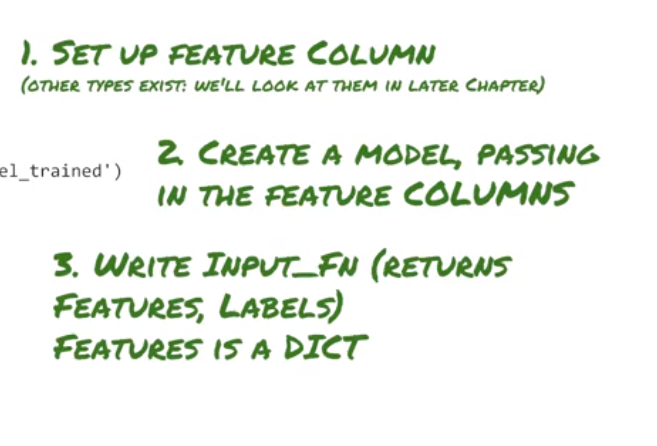 1. Set up feature Column
(other types exist: we'll look at them in later Chapter)
2. Create a model, passing
el_trained')
in the feature COLUMNS
3. Write Input_Fn (returns
Features, Labels)
Features is a DICT